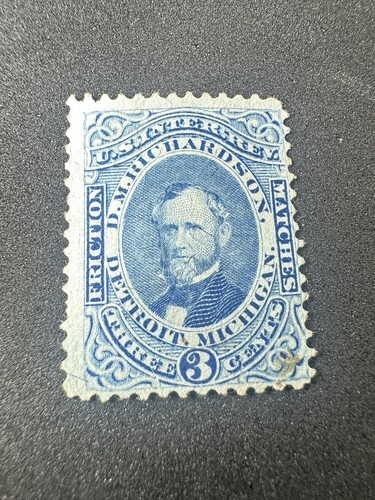 U.S. INTER. REV.
FRICTION
MATCHES
D. M. RICHARDSON,
DETROIT, MICHIGAN.
THREE 3 CENTS